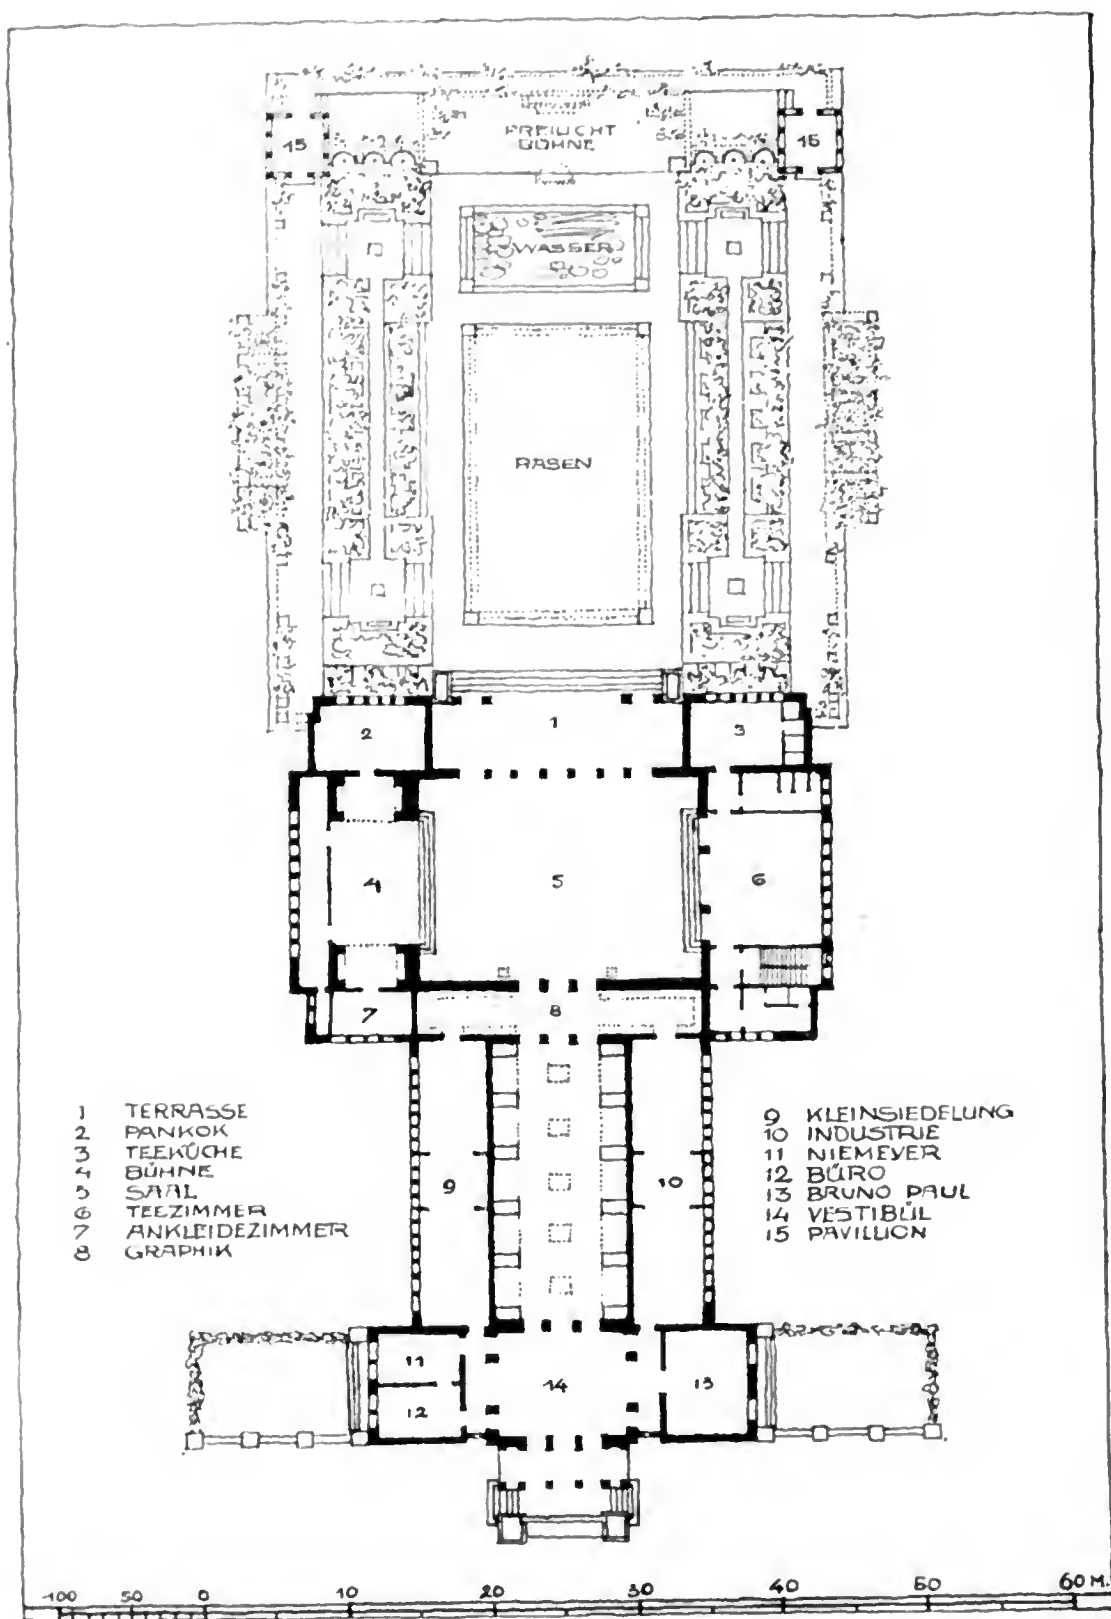 15
FREILICHT
BÜHNE
15
WASSER
RASEN
2
1
3
4
5
6
7
8
1 TERRASSE
2 PANKOK
3 TEEKÜCHE
4 BÜHNE
5 SAAL
6 TEEZIMMER
7 ANKLEIDEZIMMER
8 GRAPHIK
9 KLEINSIEDELUNG
10 INDUSTRIE
11 NIEMEYER
12 BÜRO
13 BRUNO PAUL
14 VESTIBÜL
15 PAVILLION
9
10
11
12
14
13
100 50 0 10 20 30 40 50 60 M.